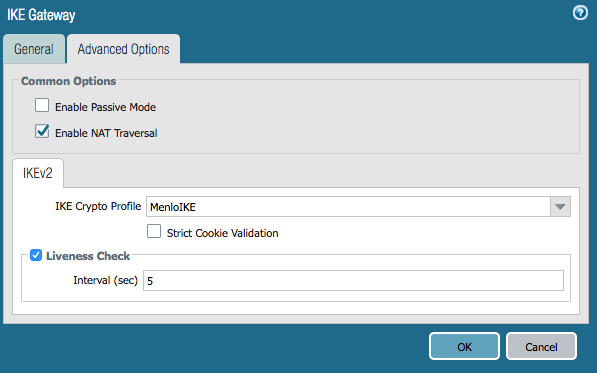 IKE Gateway
General
Advanced Options
Common Options
Enable Passive Mode
Enable NAT Traversal
IKEv2
IKE Crypto Profile MenloIKE
Strict Cookie Validation
Liveness Check
Interval (sec) 5
OK
Cancel